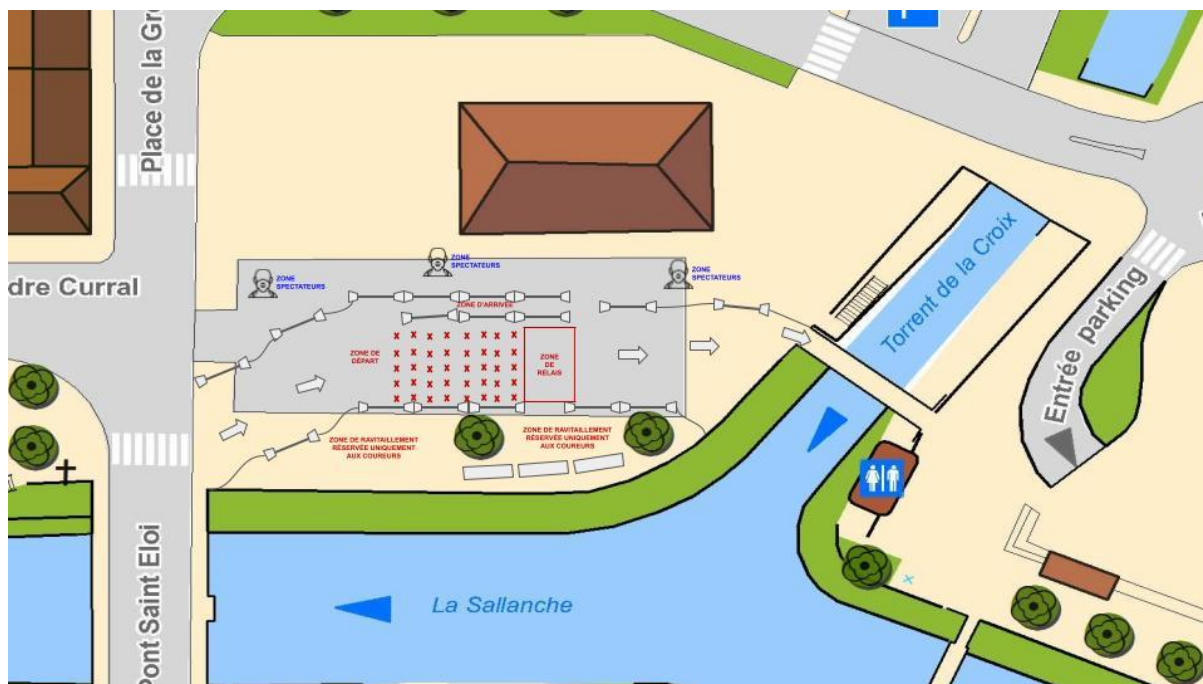 Place de la Gre
dre Curral
ZONE
SPECTATEURS
ZONE
SPECTATEURS
ZONE
SPECTATEURS
ZONE D'ARRIVÉE
ZONE DE
DÉPART
x x x x x x x x
x x x x x x x x
x x x x x x x x
x x x x x x x x
x x x x x x x x
ZONE
DE
RELAIS
ZONE DE RAVITAILLEMENT
RÉSERVÉE UNIQUEMENT
AUX COUREURS
ZONE DE RAVITAILLEMENT
RÉSERVÉE UNIQUEMENT
AUX COUREURS
Torrent de la Croix
Entrée parking
Pont Saint Eloi
La Sallanche